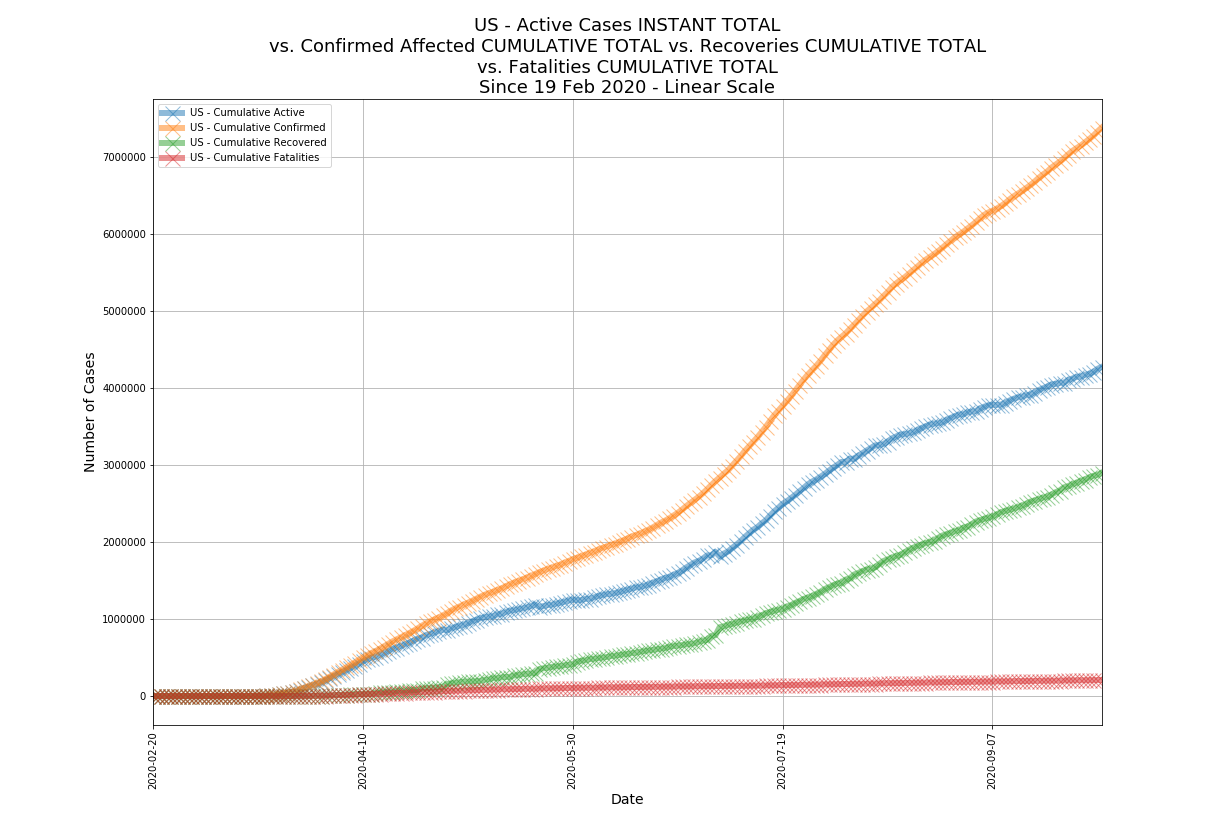 US - Active Cases INSTANT TOTAL
vs. Confirmed Affected CUMULATIVE TOTAL vs. Recoveries CUMULATIVE TOTAL
vs. Fatalities CUMULATIVE TOTAL
Since 19 Feb 2020 - Linear Scale
US - Cumulative Active
US - Cumulative Confirmed
US - Cumulative Recovered
US - Cumulative Fatalities
Number of Cases
7000000
6000000
5000000
4000000
3000000
2000000
1000000
0
2020-02-20
2020-04-10
2020-05-30
2020-07-19
2020-09-07
Date